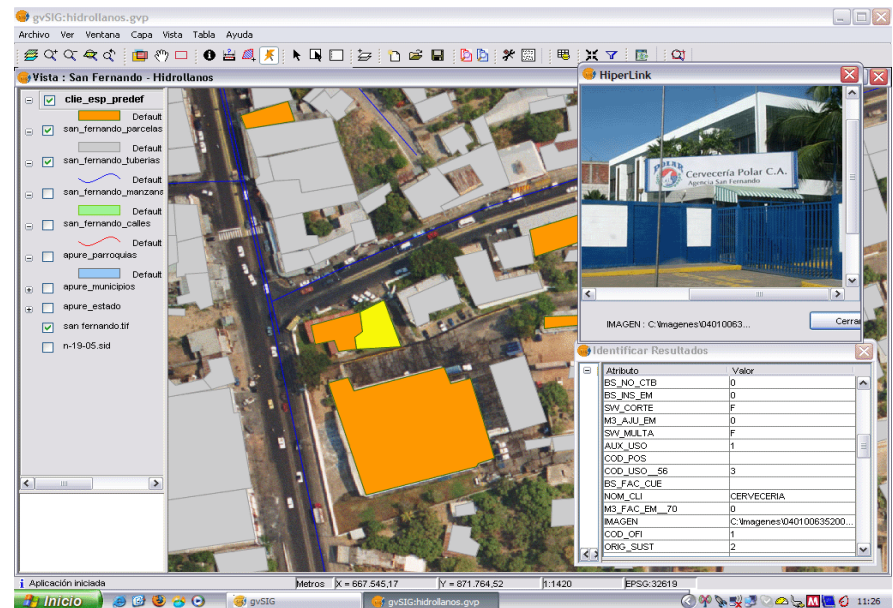 gvSIG:hidrollanos.gvp
Archivo Ver Ventana Capa Vista Tabla Ayuda
Vista : San Fernando - Hidrollanos
clie_esp_predef
Default
san_fernando_parcelas
Default
san_fernando_tuberias
Default
san_fernando_manzana
Default
san_fernando_calles
Default
apure_parroquias
Default
apure_municipios
apure_estado
san fernando.tif
n-19-05.sid
HiperLink
POLAR
Cervecería Polar C.A.
Agencia San Fernando
IMAGEN : C:\Imagenes\04010063...
Cerra
Identificar Resultados
Atributo Valor
BS_NO_CTB 0
BS_INS_EM 0
SW_CORTE F
M3_AJU_EM 0
SW_MULTA F
AUX_USO 1
COD_POS
COD_USO__56 3
BS_FAC_CUE
NOM_CLI CERVECERIA
M3_FAC_EM__70 0
IMAGEN C:\Imagenes\040100635200...
COD_OFI 1
ORIG_SUST 2
Aplicación iniciada Metros X = 667.545,17 Y = 871.764,52 1:1420 EPSG:32619
Inicio gvSIG gvSIG:hidrollanos.gvp 11:26